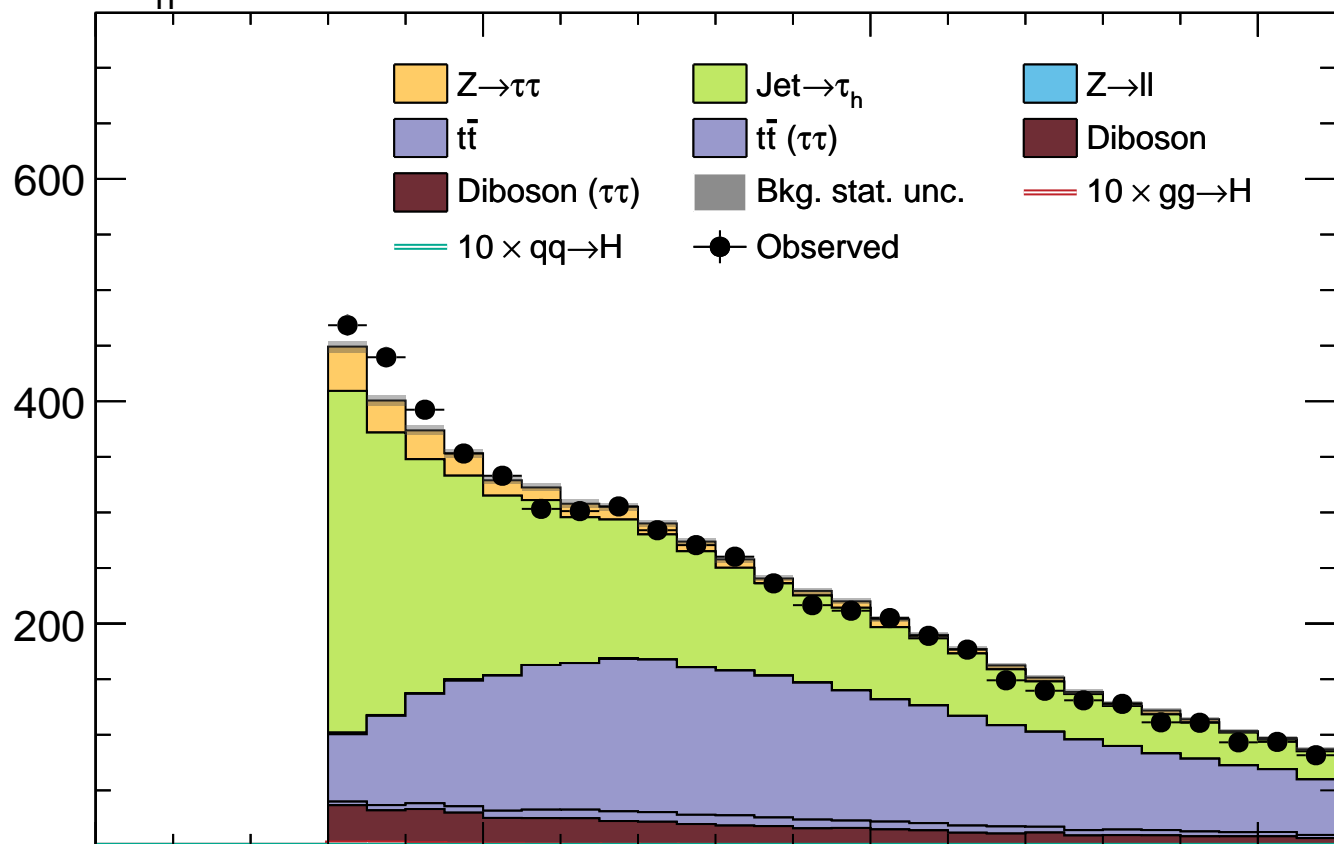 Z→ττ Jet→τh Z→ll
tt̄ tt̄ (ττ) Diboson
Diboson (ττ) Bkg. stat. unc. 10 × gg→H
10 × qq→H Observed
600
400
200